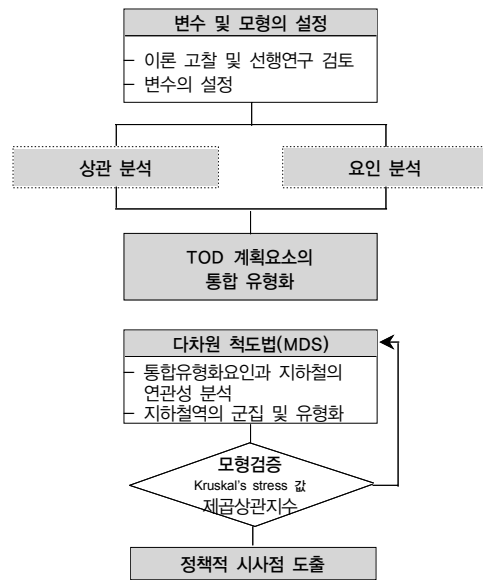 변수 및 모형의 설정
- 이론 고찰 및 선행연구 검토
- 변수의 설정
상관 분석
요인 분석
TOD 계획요소의
통합 유형화
다차원 척도법(MDS)
- 통합유형화요인과 지하철의
연관성 분석
- 지하철역의 군집 및 유형화
모형검증
Kruskal's stress 값
제곱상관지수
정책적 시사점 도출